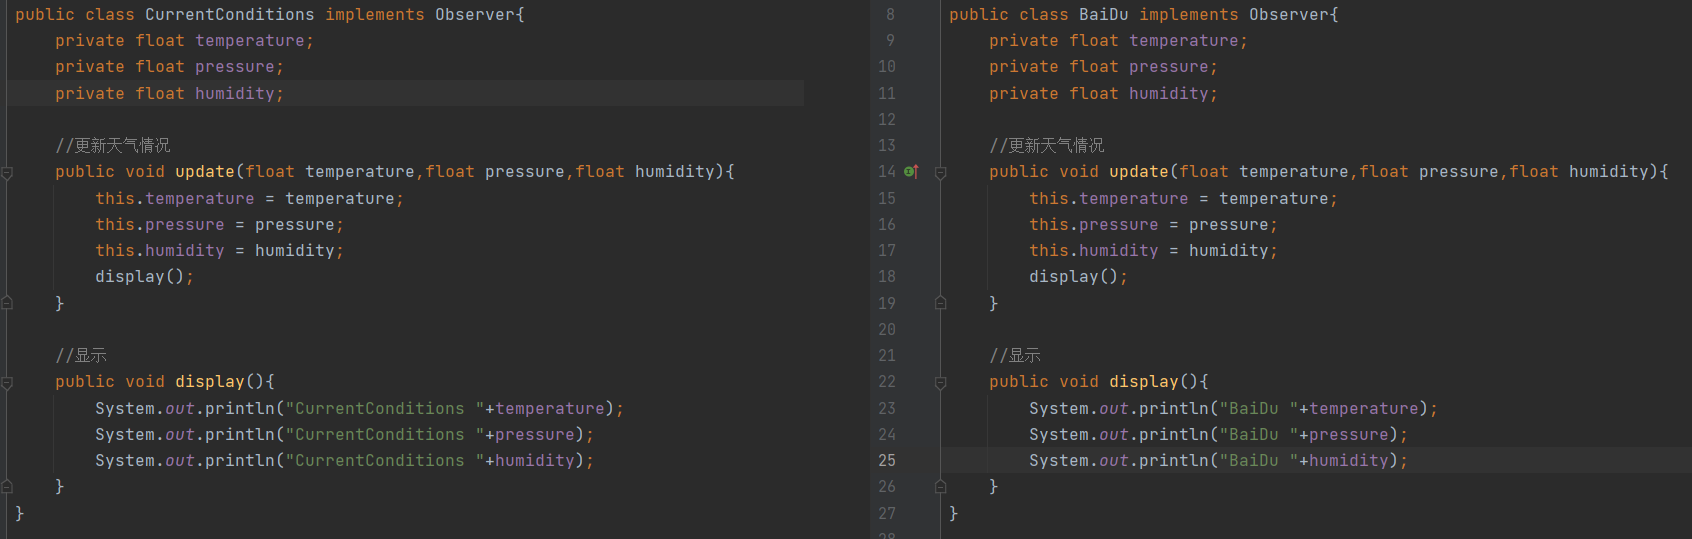 public class CurrentConditions implements Observer{
private float temperature;
private float pressure;
private float humidity;
//更新天气情况
public void update(float temperature,float pressure,float humidity){
this.temperature = temperature;
this.pressure = pressure;
this.humidity = humidity;
display();
}
//显示
public void display(){
System.out.println("CurrentConditions "+temperature);
System.out.println("CurrentConditions "+pressure);
System.out.println("CurrentConditions "+humidity);
}
}
8 public class BaiDu implements Observer{
9 private float temperature;
10 private float pressure;
11 private float humidity;
12
13 //更新天气情况
14 public void update(float temperature,float pressure,float humidity){
15 this.temperature = temperature;
16 this.pressure = pressure;
17 this.humidity = humidity;
18 display();
19 }
20
21 //显示
22 public void display(){
23 System.out.println("BaiDu "+temperature);
24 System.out.println("BaiDu "+pressure);
25 System.out.println("BaiDu "+humidity);
26 }
27 }
28